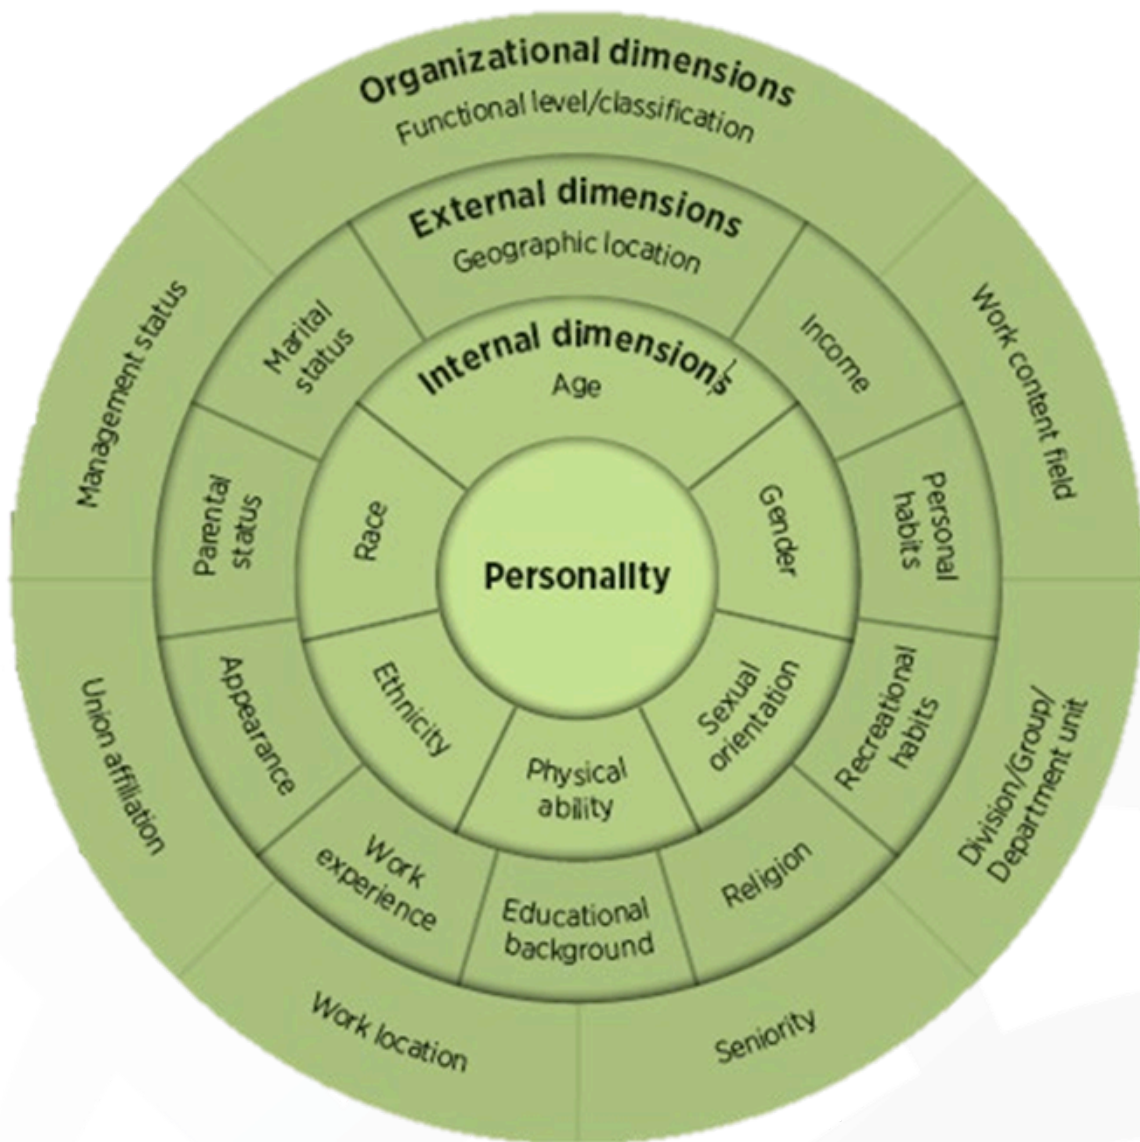 Organizational dimensions
Functional level/classification
External dimensions
Geographic location
Internal dimensions
Age
Personality
Gender
Sexual
orientation
Physical
ability
Ethnicity
Race
Income
Personal
habits
Recreational
habits
Religion
Educational
background
Work
experience
Appearance
Parental
status
Marital
status
Work content field
Division/Group/
Department unit
Seniority
Work location
Union affiliation
Management status